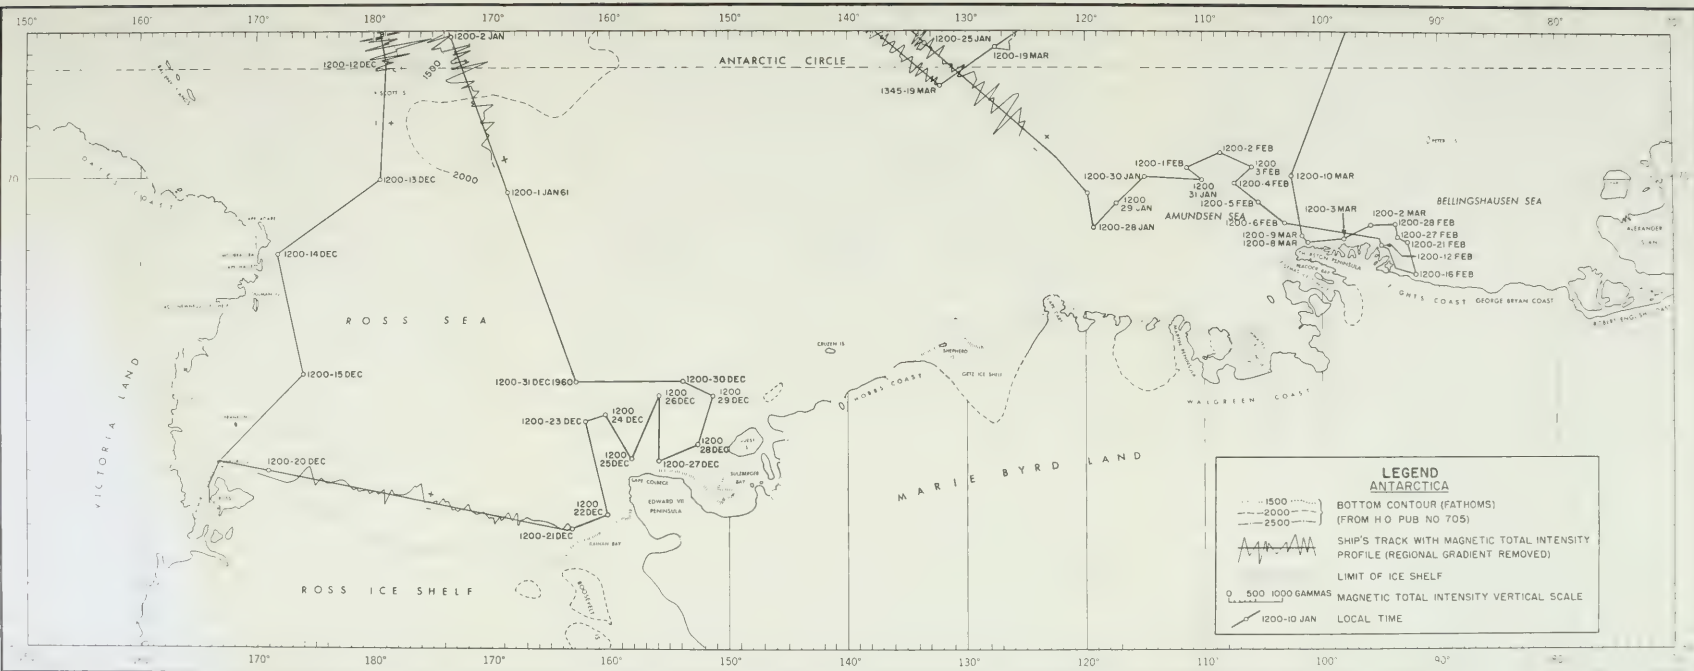 150° 160° 180° 170° 160° 150° 140° 130° 120° 110° 100° 90° 80°
1200-2 JAN
1200-25 JAN
1200-19 MAR
1200-12 DEC
1500
ANTARCTIC CIRCLE
1345-19 MAR
2000
1200-2 FEB
1200-1 FEB
1200
3 FEB
1200-13 DEC
1200-1 JAN 61
1200-30 JAN
1200
31 JAN
1200-4 FEB
1200-10 MAR
1200
29 JAN
1200-5 FEB
AMUNDSEN SEA
BELLINGSHAUSEN SEA
1200-3 MAR
1200-2 MAR
1200-28 JAN
1200-6 FEB
1200-28 FEB
1200-9 MAR
1200-27 FEB
1200-8 MAR
1200-21 FEB
1200-12 FEB
1200-14 DEC
PENINSULA
1200-16 FEB
COAST
GEORGE BRYAN COAST
ROSS SEA
CRUZEN IS
SHEPHERD
GETZ ICE SHELF
HOBBS COAST
WALGREEN COAST
1200-15 DEC
1200-31 DEC 1960
1200-30 DEC
1200
26 DEC
1200
29 DEC
VICTORIA LAND
1200-23 DEC
1200
24 DEC
1200
28 DEC
1200
25 DEC
1200-27 DEC
1200-20 DEC
SULZBERGER
BAY
MARIE BYRD LAND
EDWARD VII
PENINSULA
1200
22 DEC
1200-21 DEC
ROSS ICE SHELF
ROOSEVELT
LEGEND
ANTARCTICA
1500
2000
2500
BOTTOM CONTOUR (FATHOMS)
(FROM H O PUB NO 705)
SHIP'S TRACK WITH MAGNETIC TOTAL INTENSITY
PROFILE (REGIONAL GRADIENT REMOVED)
LIMIT OF ICE SHELF
0 500 1000 GAMMAS MAGNETIC TOTAL INTENSITY VERTICAL SCALE
1200-10 JAN LOCAL TIME
170° 180° 170° 160° 150° 140° 130° 120° 110° 100° 90°